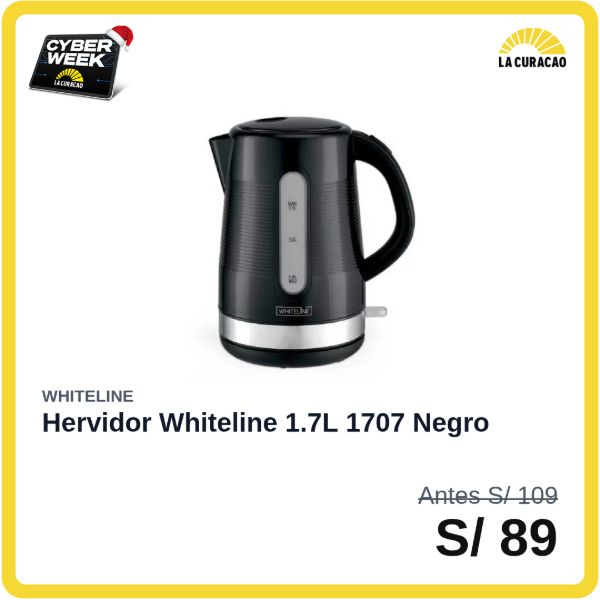 CYBER
WEEK
LA CURACAO
LA CURACAO
WHITELINE
WHITELINE
Hervidor Whiteline 1.7L 1707 Negro
Antes S/ 109
S/ 89